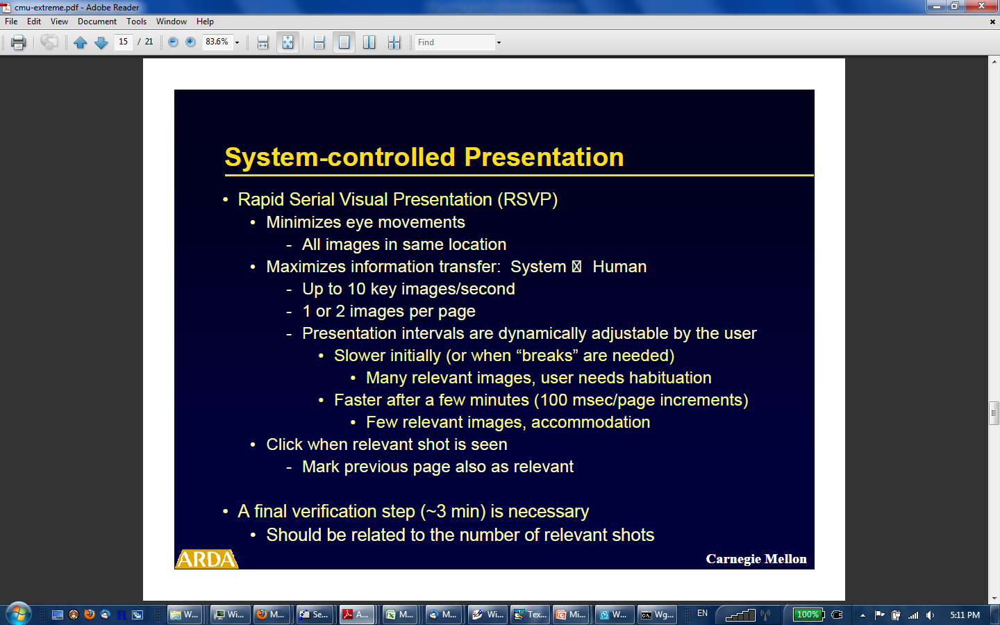 cmu-extreme.pdf - Adobe Reader
File Edit View Document Tools Window Help
15 / 21 83.6% Find
System-controlled Presentation
• Rapid Serial Visual Presentation (RSVP)
• Minimizes eye movements
- All images in same location
• Maximizes information transfer: System Human
- Up to 10 key images/second
- 1 or 2 images per page
- Presentation intervals are dynamically adjustable by the user
• Slower initially (or when “breaks” are needed)
• Many relevant images, user needs habituation
• Faster after a few minutes (100 msec/page increments)
• Few relevant images, accommodation
• Click when relevant shot is seen
- Mark previous page also as relevant
• A final verification step (~3 min) is necessary
• Should be related to the number of relevant shots
ARDA Carnegie Mellon
W... Wi... M... Se... A... M... M... Wi... Tex... Mi... W... Wg... EN 100% 5:11 PM